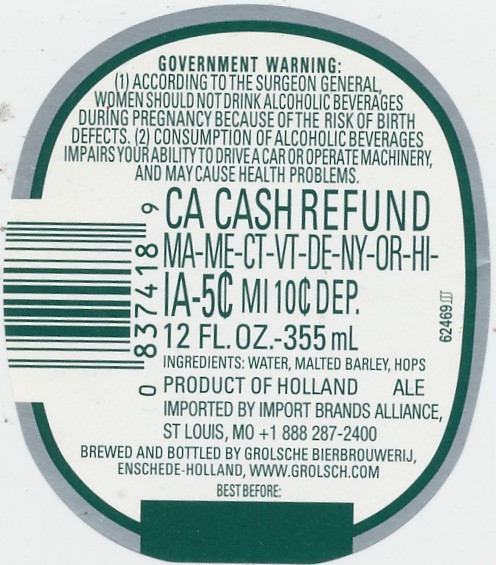 GOVERNMENT WARNING:
(1) ACCORDING TO THE SURGEON GENERAL,
WOMEN SHOULD NOT DRINK ALCOHOLIC BEVERAGES
DURING PREGNANCY BECAUSE OF THE RISK OF BIRTH
DEFECTS. (2) CONSUMPTION OF ALCOHOLIC BEVERAGES
IMPAIRS YOUR ABILITY TO DRIVE A CAR OR OPERATE MACHINERY,
AND MAY CAUSE HEALTH PROBLEMS.
0 837418 9
CA CASH REFUND
MA-ME-CT-VT-DE-NY-OR-HI-
IA-5¢ MI 10¢ DEP.
12 FL. OZ.-355 mL
62469
INGREDIENTS: WATER, MALTED BARLEY, HOPS
PRODUCT OF HOLLAND ALE
IMPORTED BY IMPORT BRANDS ALLIANCE,
ST LOUIS, MO +1 888 287-2400
BREWED AND BOTTLED BY GROLSCHE BIERBROUWERIJ,
ENSCHEDE-HOLLAND, WWW.GROLSCH.COM
BEST BEFORE: